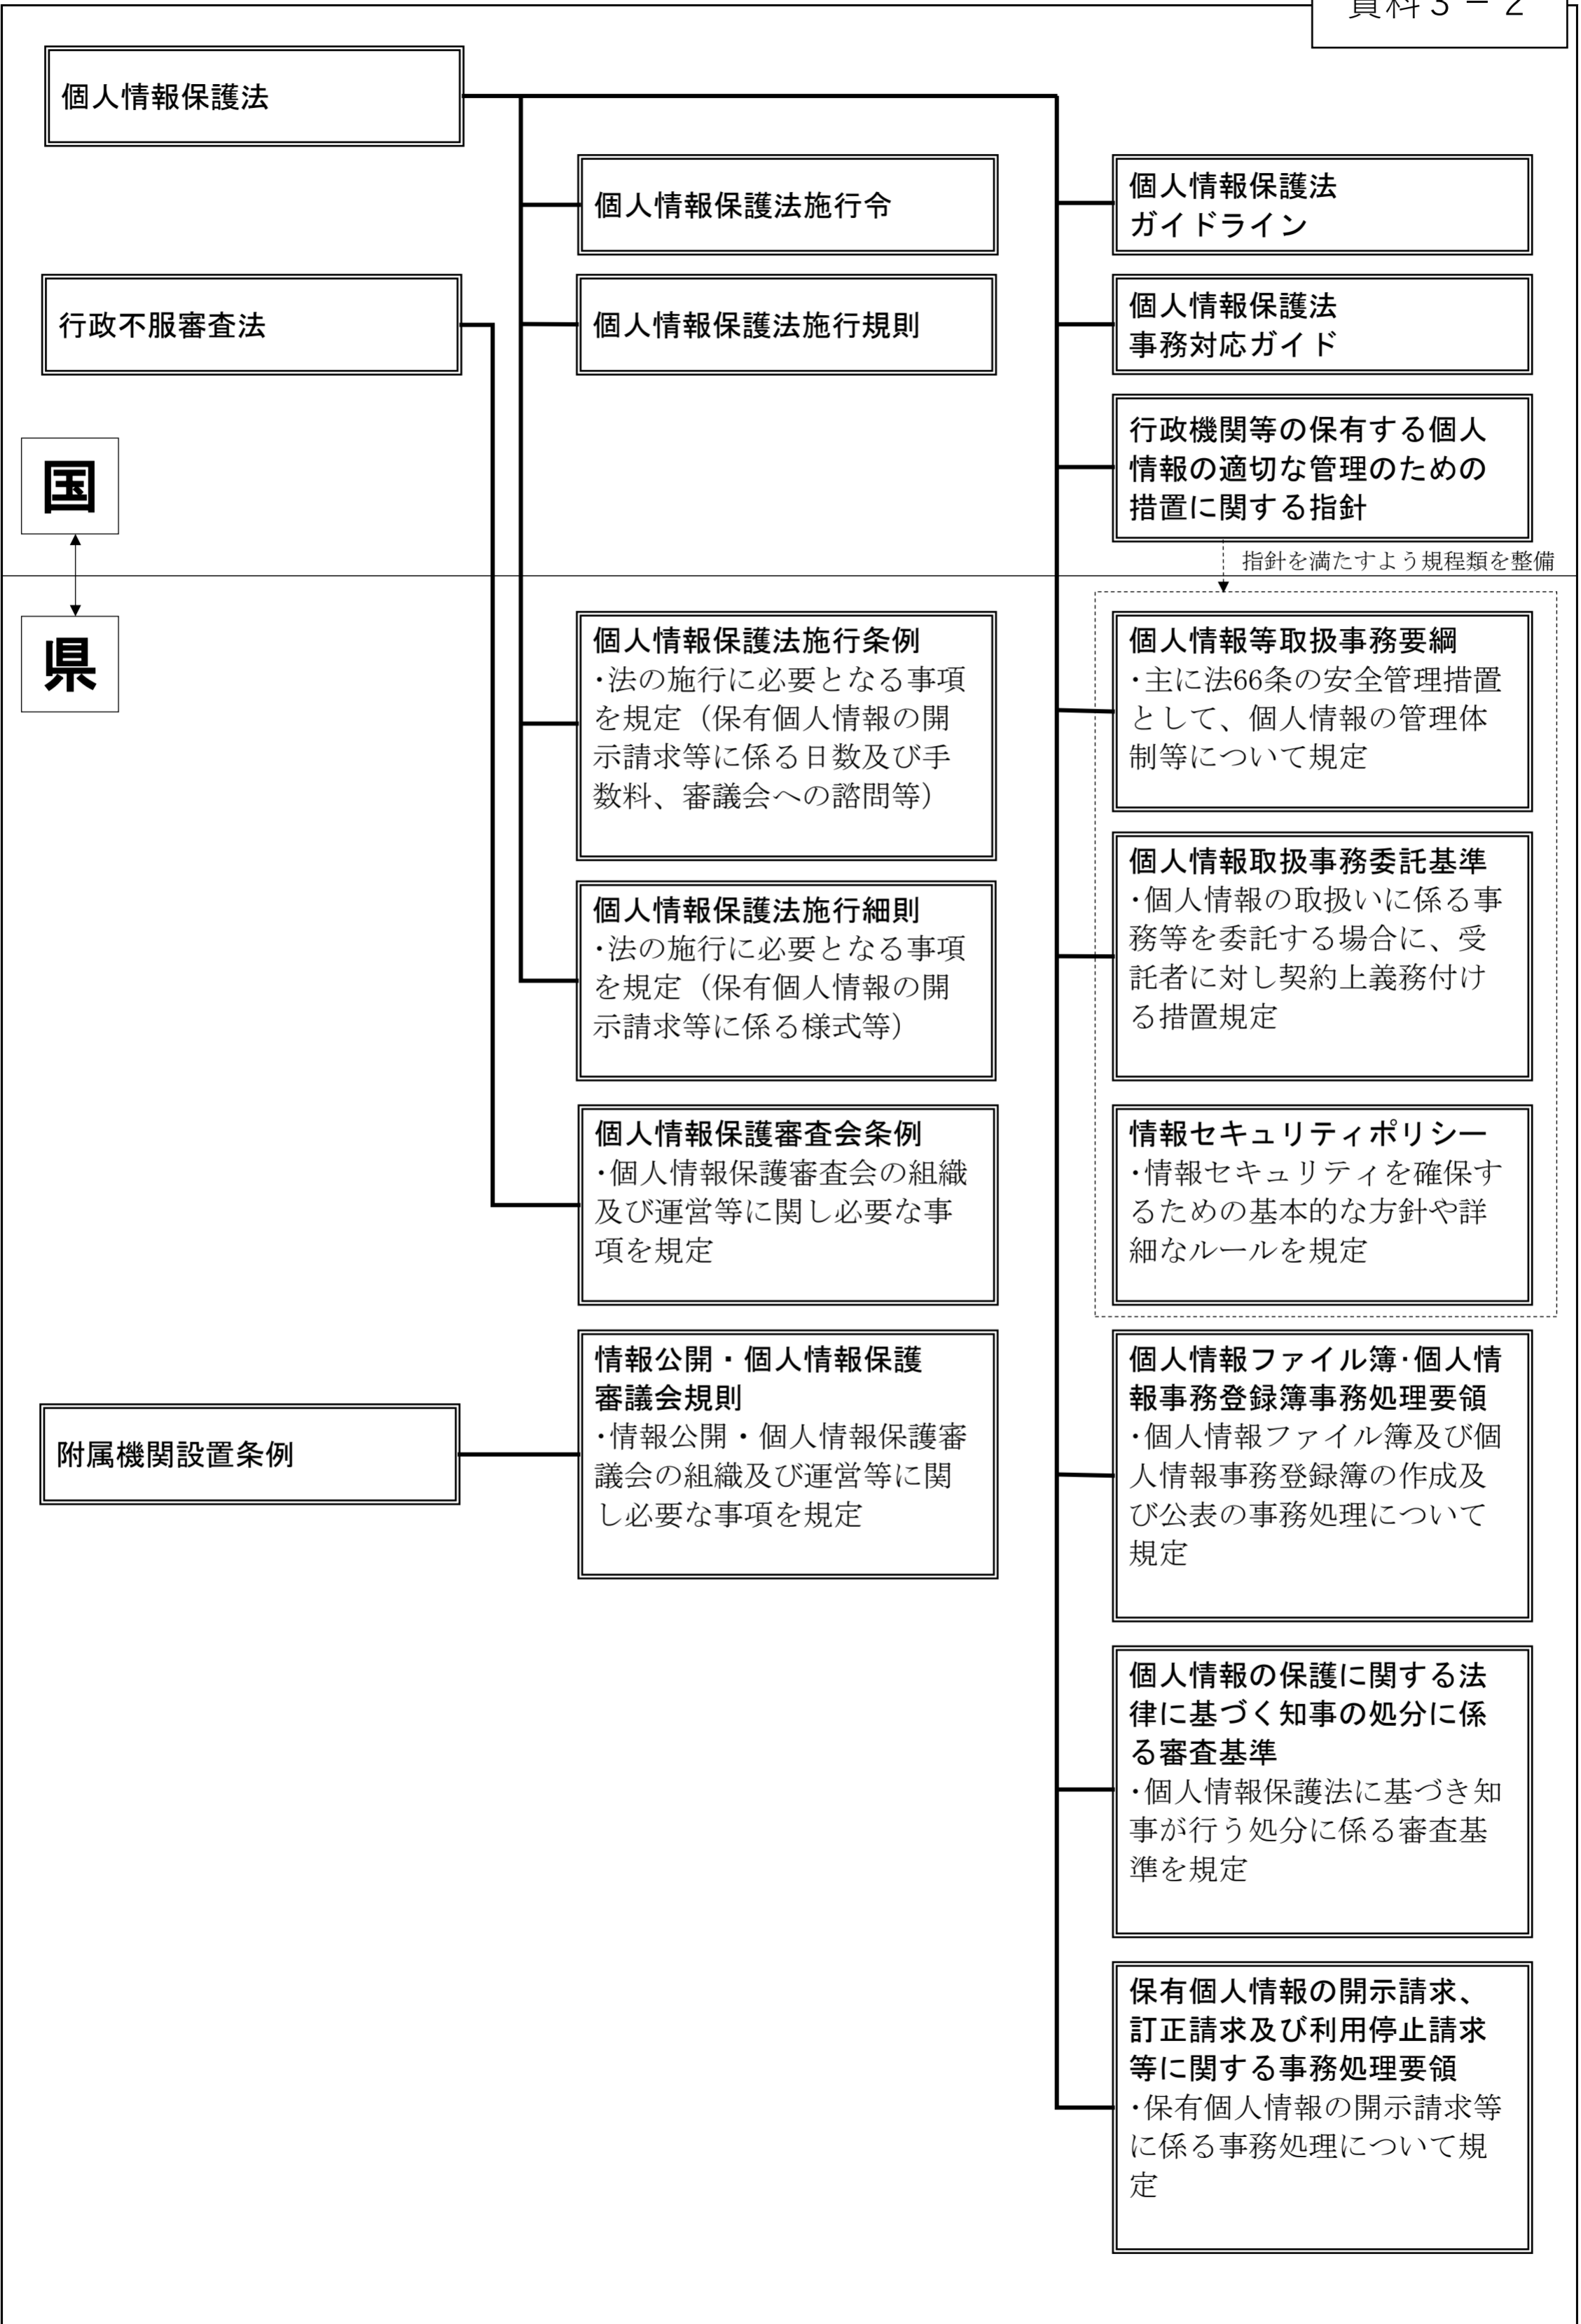 資料３－２
個人情報保護法
個人情報保護法施行令
個人情報保護法
ガイドライン
行政不服審査法
個人情報保護法施行規則
個人情報保護法
事務対応ガイド
行政機関等の保有する個人
情報の適切な管理のための
措置に関する指針
国
指針を満たすよう規程類を整備
県
個人情報保護法施行条例
・法の施行に必要となる事項
を規定（保有個人情報の開
示請求等に係る日数及び手
数料、審議会への諮問等）
個人情報等取扱事務要綱
・主に法66条の安全管理措置
として、個人情報の管理体
制等について規定
個人情報保護法施行細則
・法の施行に必要となる事項
を規定（保有個人情報の開
示請求等に係る様式等）
個人情報取扱事務委託基準
・個人情報の取扱いに係る事
務等を委託する場合に、受
託者に対し契約上義務付け
る措置規定
個人情報保護審査会条例
・個人情報保護審査会の組織
及び運営等に関し必要な事
項を規定
情報セキュリティポリシー
・情報セキュリティを確保す
るための基本的な方針や詳
細なルールを規定
附属機関設置条例
情報公開・個人情報保護
審議会規則
・情報公開・個人情報保護審
議会の組織及び運営等に関
し必要な事項を規定
個人情報ファイル簿・個人情
報事務登録簿事務処理要領
・個人情報ファイル簿及び個
人情報事務登録簿の作成及
び公表の事務処理について
規定
個人情報の保護に関する法
律に基づく知事の処分に係
る審査基準
・個人情報保護法に基づき知
事が行う処分に係る審査基
準を規定
保有個人情報の開示請求、
訂正請求及び利用停止請求
等に関する事務処理要領
・保有個人情報の開示請求等
に係る事務処理について規
定